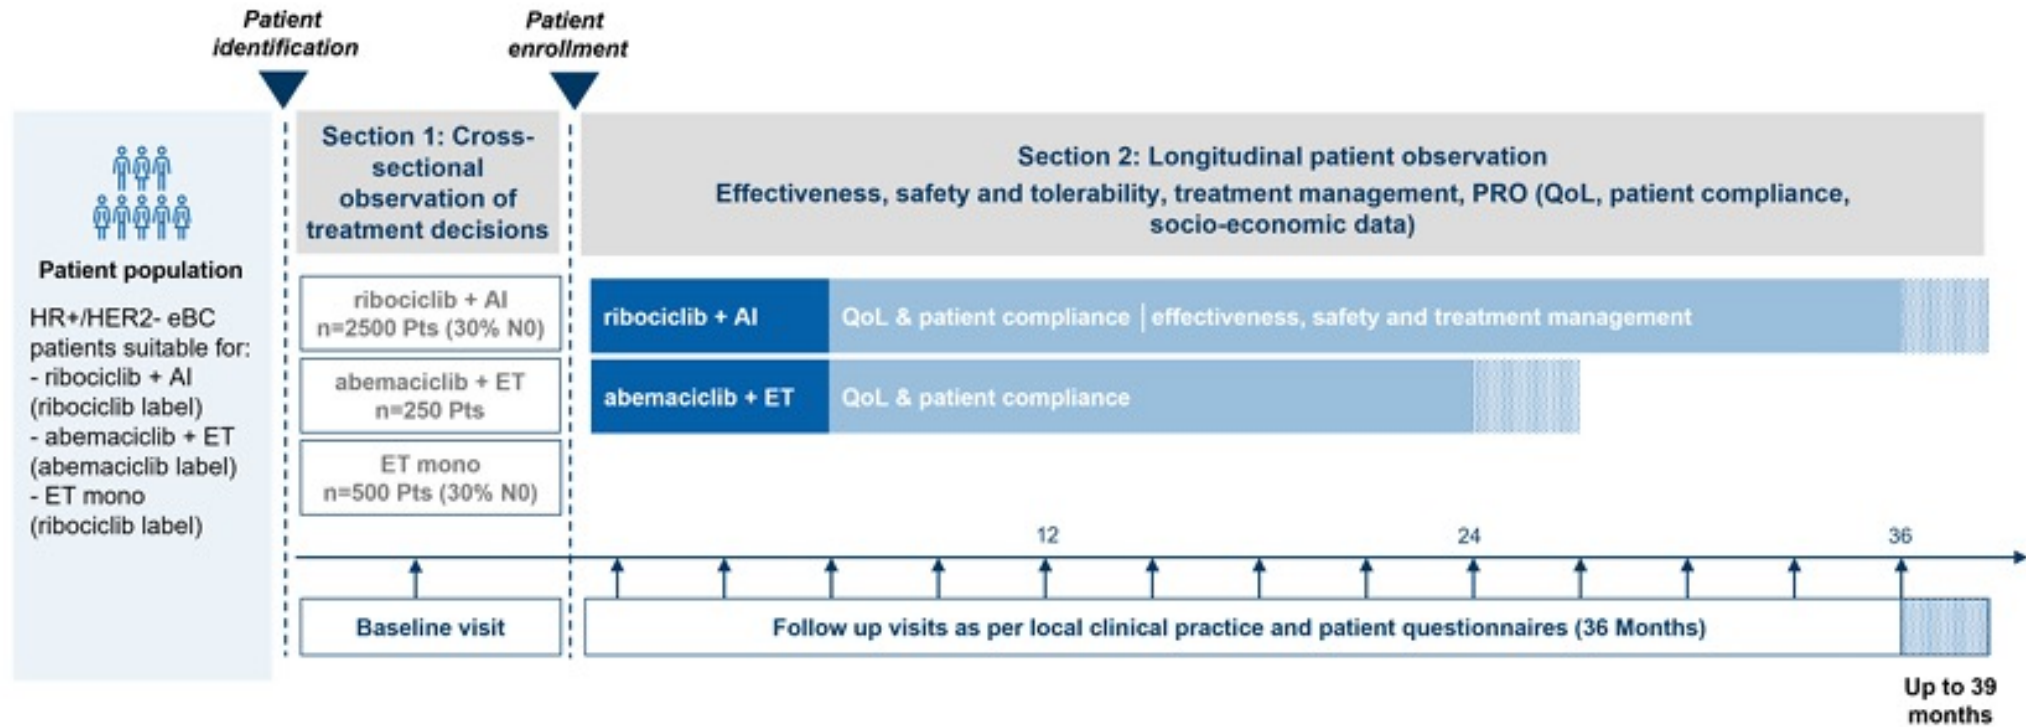 Patient
identification
Patient
enrollment
Patient population
HR+/HER2- eBC
patients suitable for:
- ribociclib + AI
(ribociclib label)
- abemaciclib + ET
(abemaciclib label)
- ET mono
(ribociclib label)
Section 1: Cross-
sectional
observation of
treatment decisions
ribociclib + AI
n=2500 Pts (30% N0)
abemaciclib + ET
n=250 Pts
ET mono
n=500 Pts (30% N0)
Baseline visit
Section 2: Longitudinal patient observation
Effectiveness, safety and tolerability, treatment management, PRO (QoL, patient compliance,
socio-economic data)
ribociclib + AI QoL & patient compliance | effectiveness, safety and treatment management
abemaciclib + ET QoL & patient compliance
12 24 36
Follow up visits as per local clinical practice and patient questionnaires (36 Months)
Up to 39
months